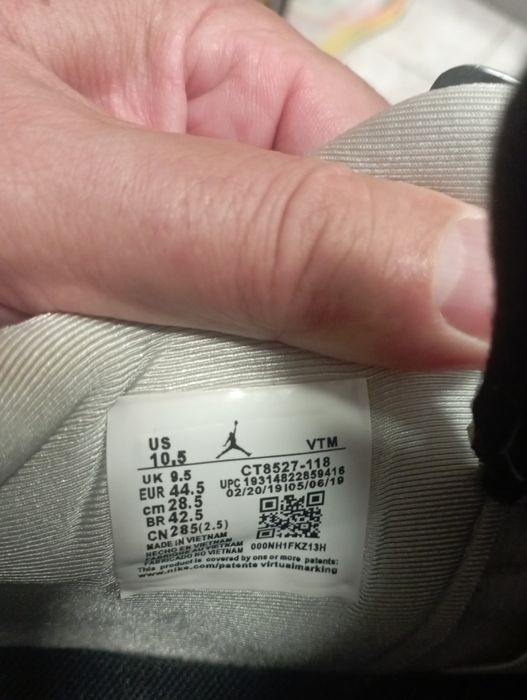 US
10.5
VTM
UK 9.5
CT8527-118
EUR 44.5
UPC 19314822859416
cm 28.5
02/20/19|05/06/19
BR 42.5
CN 285(2.5)
MADE IN VIETNAM
HECHO EN VIETNAM
FABRICADO NO VIETNAM
000NH1FKZ13H
This product is covered by one or more patents:
www.nike.com/patents virtualmarking